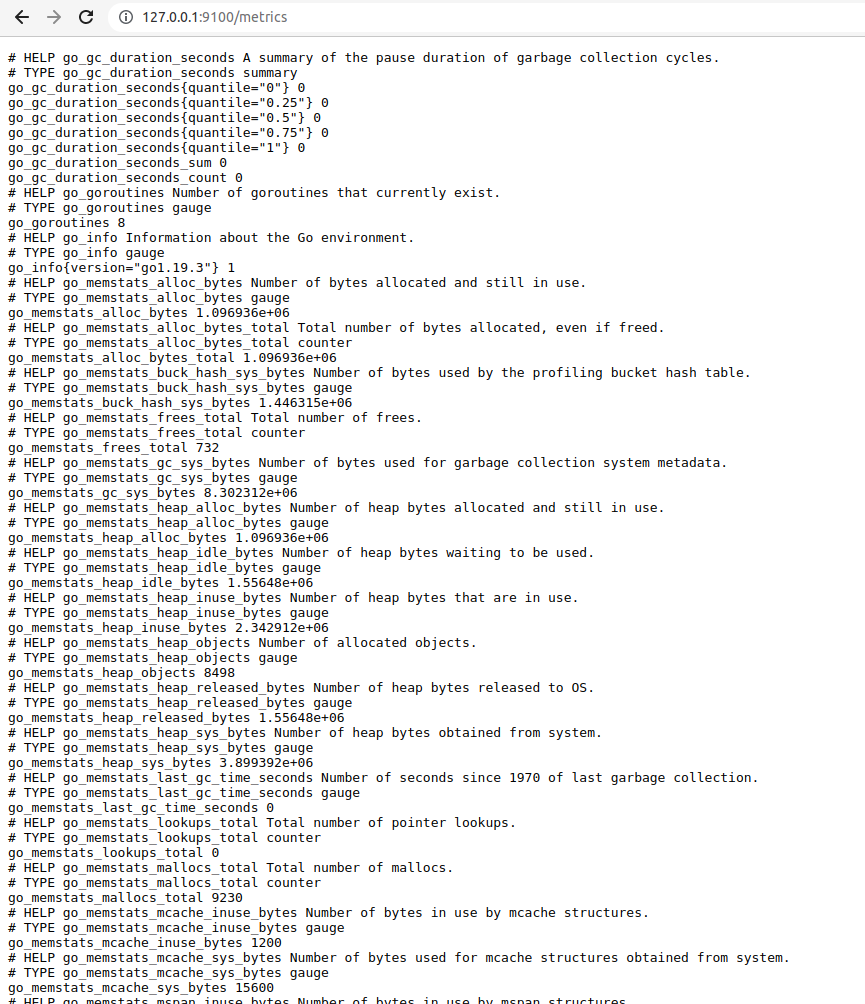 127.0.0.1:9100/metrics
# HELP go_gc_duration_seconds A summary of the pause duration of garbage collection cycles.
# TYPE go_gc_duration_seconds summary
go_gc_duration_seconds{quantile="0"} 0
go_gc_duration_seconds{quantile="0.25"} 0
go_gc_duration_seconds{quantile="0.5"} 0
go_gc_duration_seconds{quantile="0.75"} 0
go_gc_duration_seconds{quantile="1"} 0
go_gc_duration_seconds_sum 0
go_gc_duration_seconds_count 0
# HELP go_goroutines Number of goroutines that currently exist.
# TYPE go_goroutines gauge
go_goroutines 8
# HELP go_info Information about the Go environment.
# TYPE go_info gauge
go_info{version="go1.19.3"} 1
# HELP go_memstats_alloc_bytes Number of bytes allocated and still in use.
# TYPE go_memstats_alloc_bytes gauge
go_memstats_alloc_bytes 1.096936e+06
# HELP go_memstats_alloc_bytes_total Total number of bytes allocated, even if freed.
# TYPE go_memstats_alloc_bytes_total counter
go_memstats_alloc_bytes_total 1.096936e+06
# HELP go_memstats_buck_hash_sys_bytes Number of bytes used by the profiling bucket hash table.
# TYPE go_memstats_buck_hash_sys_bytes gauge
go_memstats_buck_hash_sys_bytes 1.446315e+06
# HELP go_memstats_frees_total Total number of frees.
# TYPE go_memstats_frees_total counter
go_memstats_frees_total 732
# HELP go_memstats_gc_sys_bytes Number of bytes used for garbage collection system metadata.
# TYPE go_memstats_gc_sys_bytes gauge
go_memstats_gc_sys_bytes 8.302312e+06
# HELP go_memstats_heap_alloc_bytes Number of heap bytes allocated and still in use.
# TYPE go_memstats_heap_alloc_bytes gauge
go_memstats_heap_alloc_bytes 1.096936e+06
# HELP go_memstats_heap_idle_bytes Number of heap bytes waiting to be used.
# TYPE go_memstats_heap_idle_bytes gauge
go_memstats_heap_idle_bytes 1.55648e+06
# HELP go_memstats_heap_inuse_bytes Number of heap bytes that are in use.
# TYPE go_memstats_heap_inuse_bytes gauge
go_memstats_heap_inuse_bytes 2.342912e+06
# HELP go_memstats_heap_objects Number of allocated objects.
# TYPE go_memstats_heap_objects gauge
go_memstats_heap_objects 8498
# HELP go_memstats_heap_released_bytes Number of heap bytes released to OS.
# TYPE go_memstats_heap_released_bytes gauge
go_memstats_heap_released_bytes 1.55648e+06
# HELP go_memstats_heap_sys_bytes Number of heap bytes obtained from system.
# TYPE go_memstats_heap_sys_bytes gauge
go_memstats_heap_sys_bytes 3.899392e+06
# HELP go_memstats_last_gc_time_seconds Number of seconds since 1970 of last garbage collection.
# TYPE go_memstats_last_gc_time_seconds gauge
go_memstats_last_gc_time_seconds 0
# HELP go_memstats_lookups_total Total number of pointer lookups.
# TYPE go_memstats_lookups_total counter
go_memstats_lookups_total 0
# HELP go_memstats_mallocs_total Total number of mallocs.
# TYPE go_memstats_mallocs_total counter
go_memstats_mallocs_total 9230
# HELP go_memstats_mcache_inuse_bytes Number of bytes in use by mcache structures.
# TYPE go_memstats_mcache_inuse_bytes gauge
go_memstats_mcache_inuse_bytes 1200
# HELP go_memstats_mcache_sys_bytes Number of bytes used for mcache structures obtained from system.
# TYPE go_memstats_mcache_sys_bytes gauge
go_memstats_mcache_sys_bytes 15600
# HELP go_memstats_mspan_inuse_bytes Number of bytes in use by mspan structures